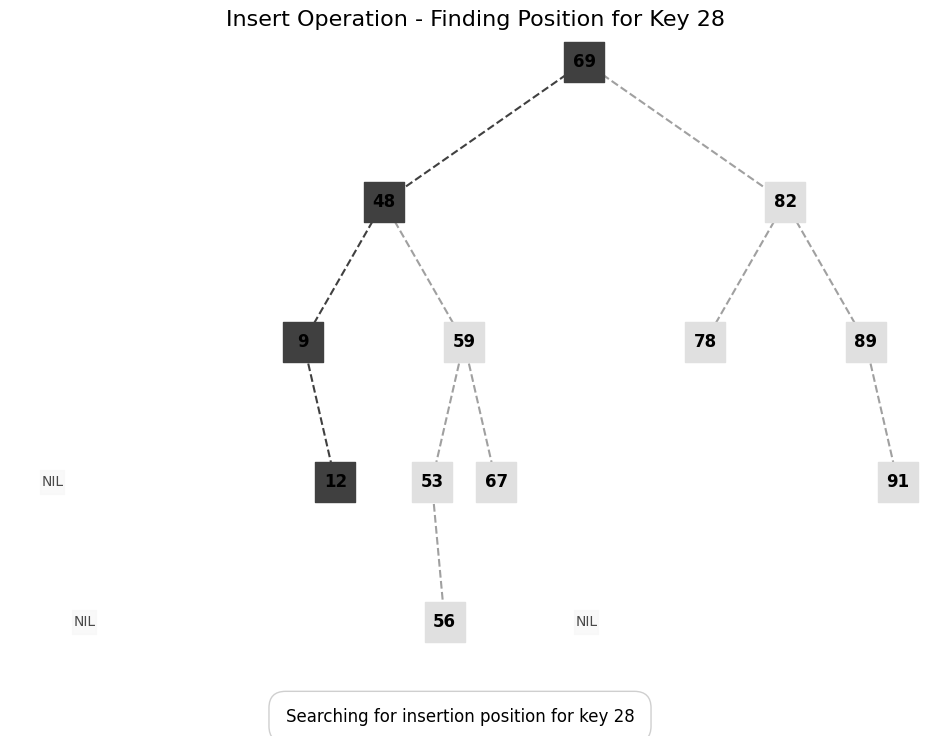 Insert Operation - Finding Position for Key 28
69
48
82
9
59
78
89
NIL
12
53
67
91
NIL
56
NIL
Searching for insertion position for key 28